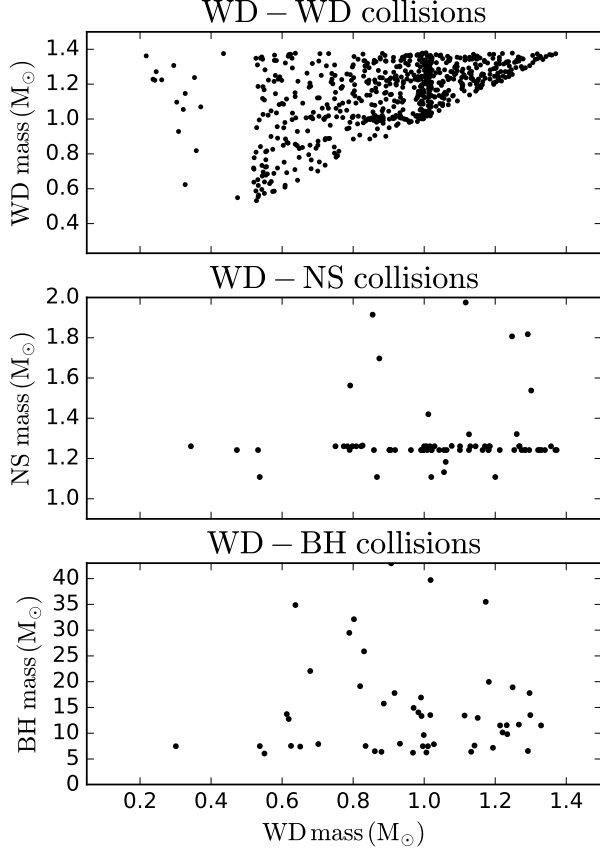 WD − WD collisions
1.4
1.2
1.0
0.8
0.6
0.4
WD mass (M☉)
WD − NS collisions
2.0
1.8
1.6
1.4
1.2
1.0
NS mass (M☉)
WD − BH collisions
40
35
30
25
20
15
10
5
0
BH mass (M☉)
0.2 0.4 0.6 0.8 1.0 1.2 1.4
WD mass (M☉)